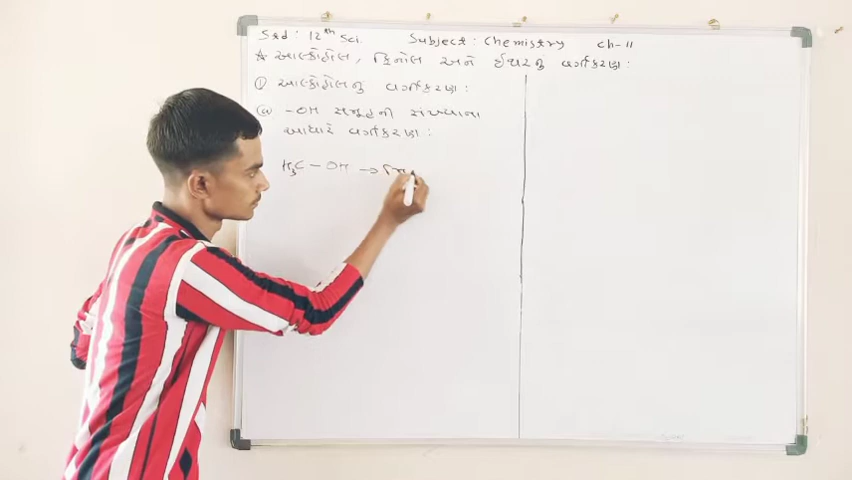 Std : 12th Sci. Subject : Chemistry ch-11
* આલ્કોહોલ, ફિનોલ અને ઈથરનુ વર્ગીકરણ :
① આલ્કોહોલનુ વર્ગીકરણ :
(a) -OH સમૂહની સંખ્યાના
આધારે વર્ગીકરણ :
H3C - OH →